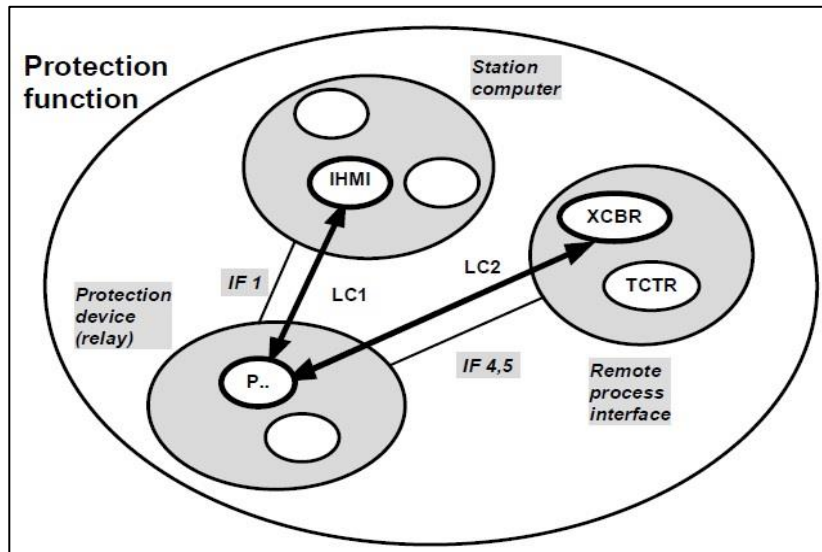 Protection
function
Station
computer
IHMI
XCBR
TCTR
IF 1
LC1
LC2
Protection
device
(relay)
P..
IF 4,5
Remote
process
interface